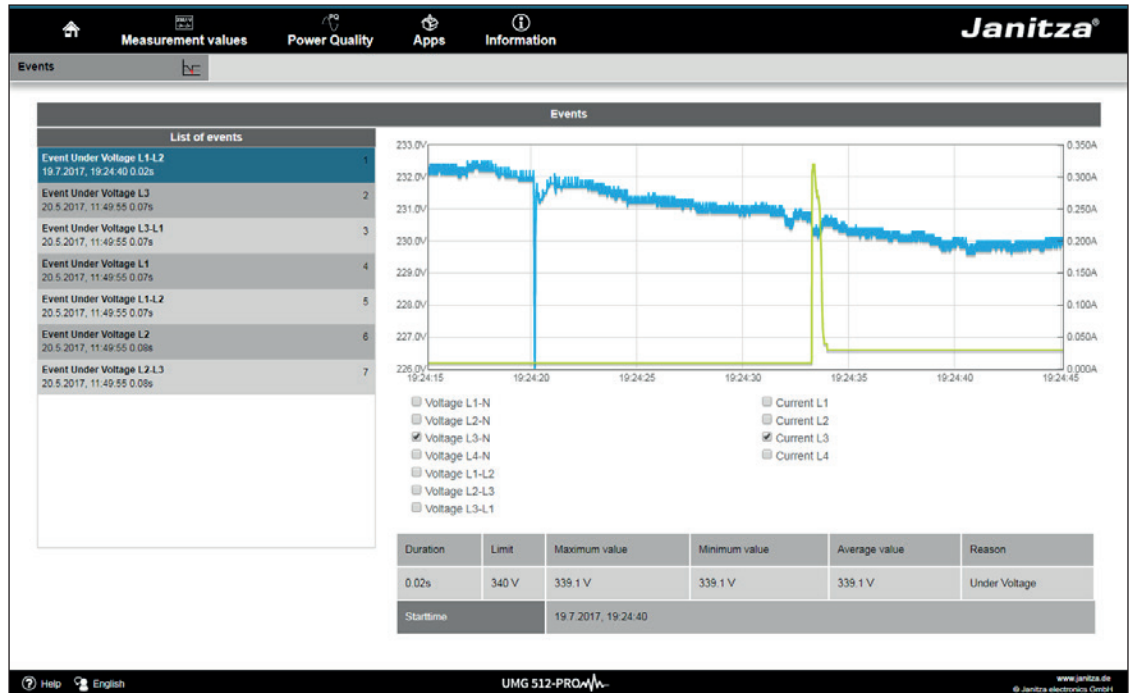 Measurement values
Power Quality
Apps
Information
Janitza®
Events
Events
List of events
Event Under Voltage L1-L2 1
19.7.2017, 19:24:40 0.02s
Event Under Voltage L3 2
20.5.2017, 11:49:55 0.07s
Event Under Voltage L3-L1 3
20.5.2017, 11:49:55 0.07s
Event Under Voltage L1 4
20.5.2017, 11:49:55 0.07s
Event Under Voltage L1-L2 5
20.5.2017, 11:49:55 0.07s
Event Under Voltage L2 6
20.5.2017, 11:49:55 0.08s
Event Under Voltage L2-L3 7
20.5.2017, 11:49:55 0.08s
233.0V 0.350A
232.0V 0.300A
231.0V 0.250A
230.0V 0.200A
229.0V 0.150A
228.0V 0.100A
227.0V 0.050A
226.0V 0.000A
19:24:15 19:24:20 19:24:25 19:24:30 19:24:35 19:24:40 19:24:45
Voltage L1-N Current L1
Voltage L2-N Current L2
Voltage L3-N Current L3
Voltage L4-N Current L4
Voltage L1-L2
Voltage L2-L3
Voltage L3-L1
Duration Limit Maximum value Minimum value Average value Reason
0.02s 340 V 339.1 V 339.1 V 339.1 V Under Voltage
Starttime 19.7.2017, 19:24:40
Help English UMG 512-PRO www.janitza.de
© Janitza electronics GmbH